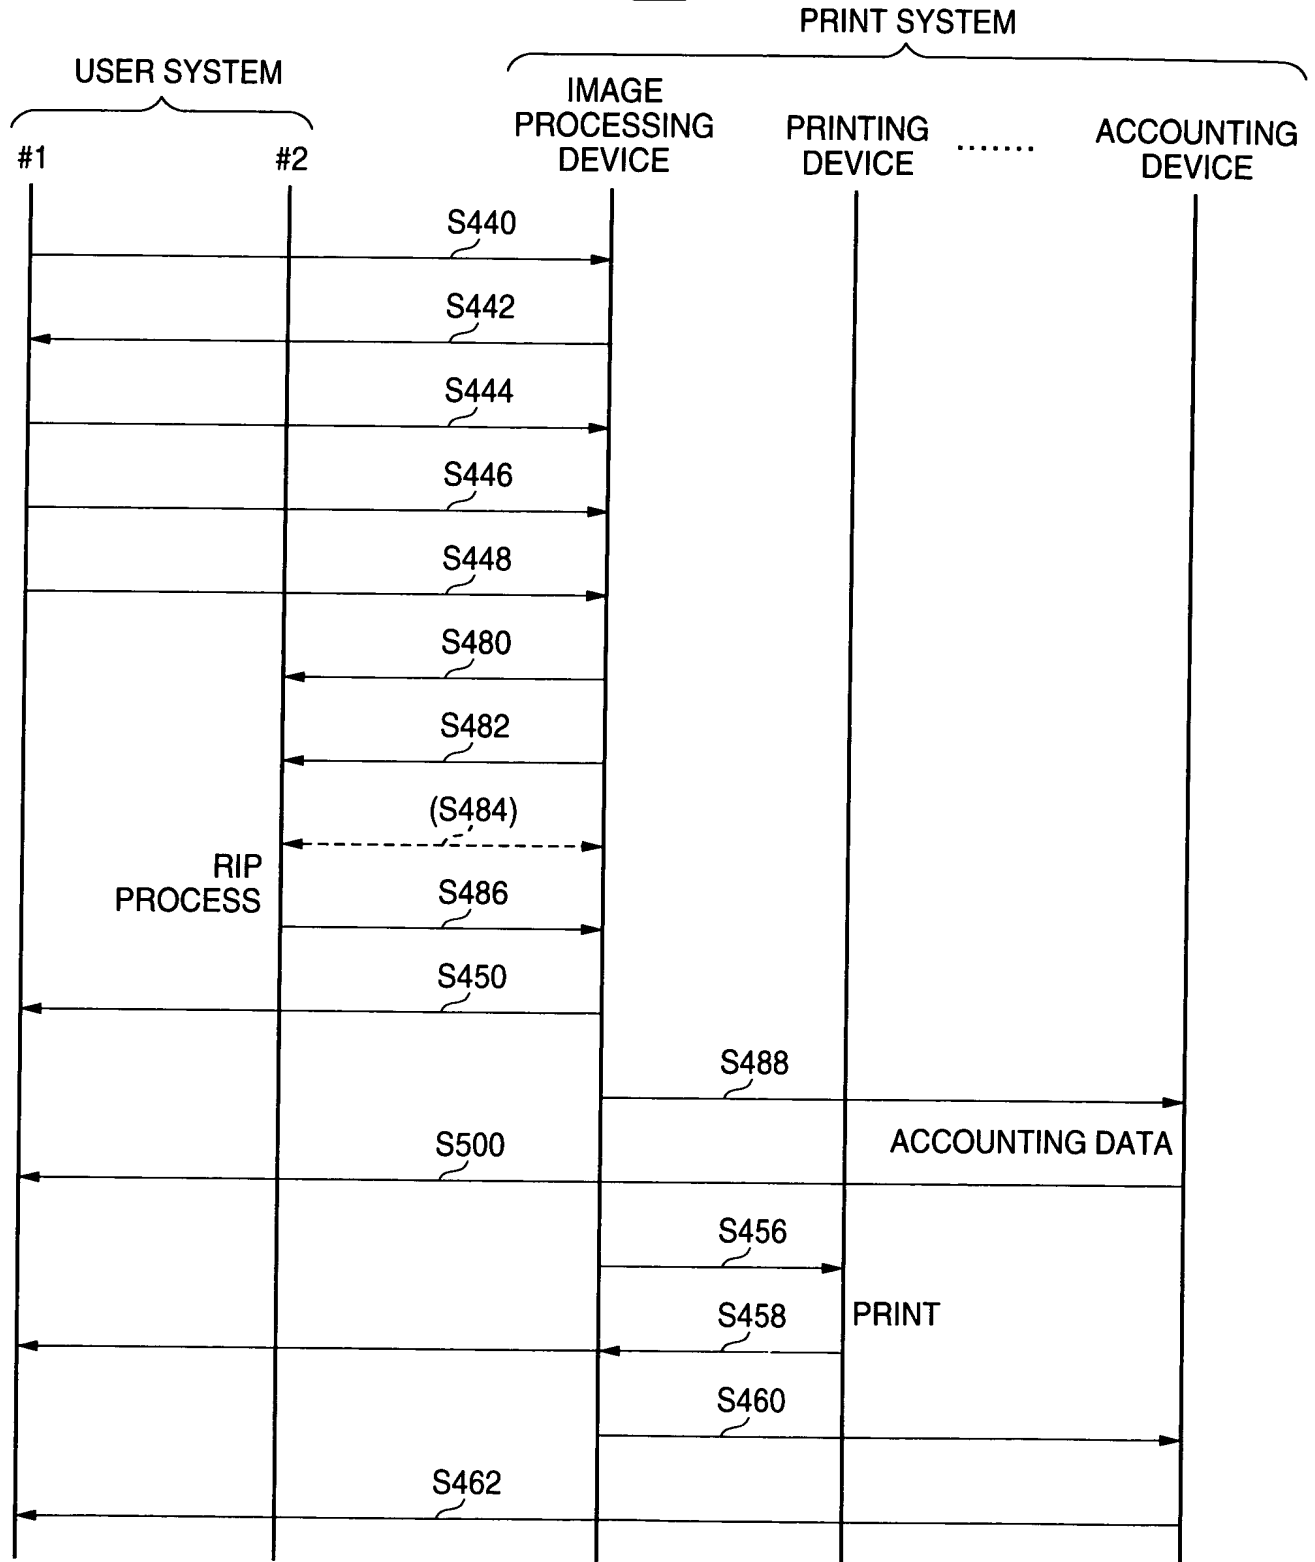 PRINT SYSTEM
USER SYSTEM
#1
#2
IMAGE
PROCESSING
DEVICE
PRINTING
DEVICE
.......
ACCOUNTING
DEVICE
S440
S442
S444
S446
S448
S480
S482
(S484)
RIP
PROCESS
S486
S450
S488
ACCOUNTING DATA
S500
S456
PRINT
S458
S460
S462